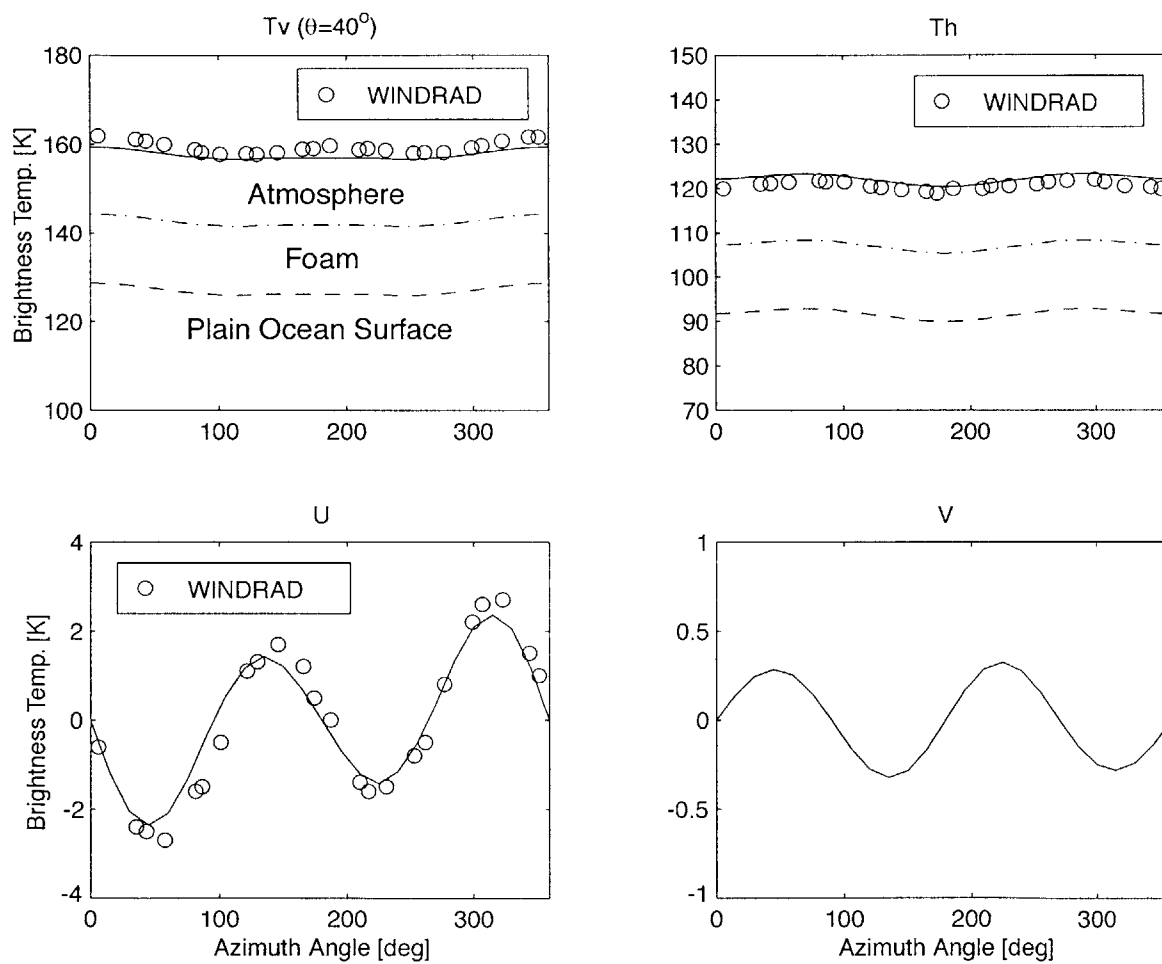 Tv (θ=40°)
Brightness Temp. [K]
180
160
140
120
100
WINDRAD
Atmosphere
Foam
Plain Ocean Surface
0
100
200
300
Th
150
140
130
120
110
100
90
80
70
WINDRAD
0
100
200
300
U
Brightness Temp. [K]
4
2
0
-2
-4
WINDRAD
0
100
200
300
Azimuth Angle [deg]
V
1
0.5
0
-0.5
-1
0
100
200
300
Azimuth Angle [deg]